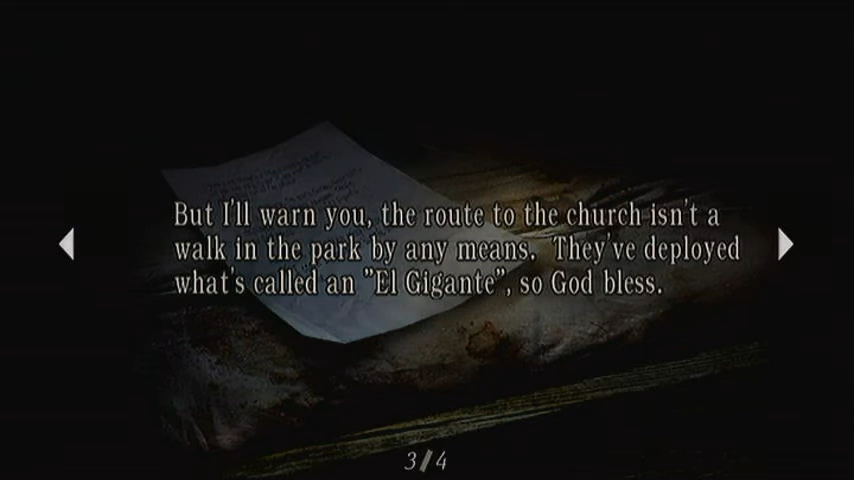 But I'll warn you, the route to the church isn't a
walk in the park by any means. They've deployed
what's called an ”El Gigante”, so God bless.
3/4